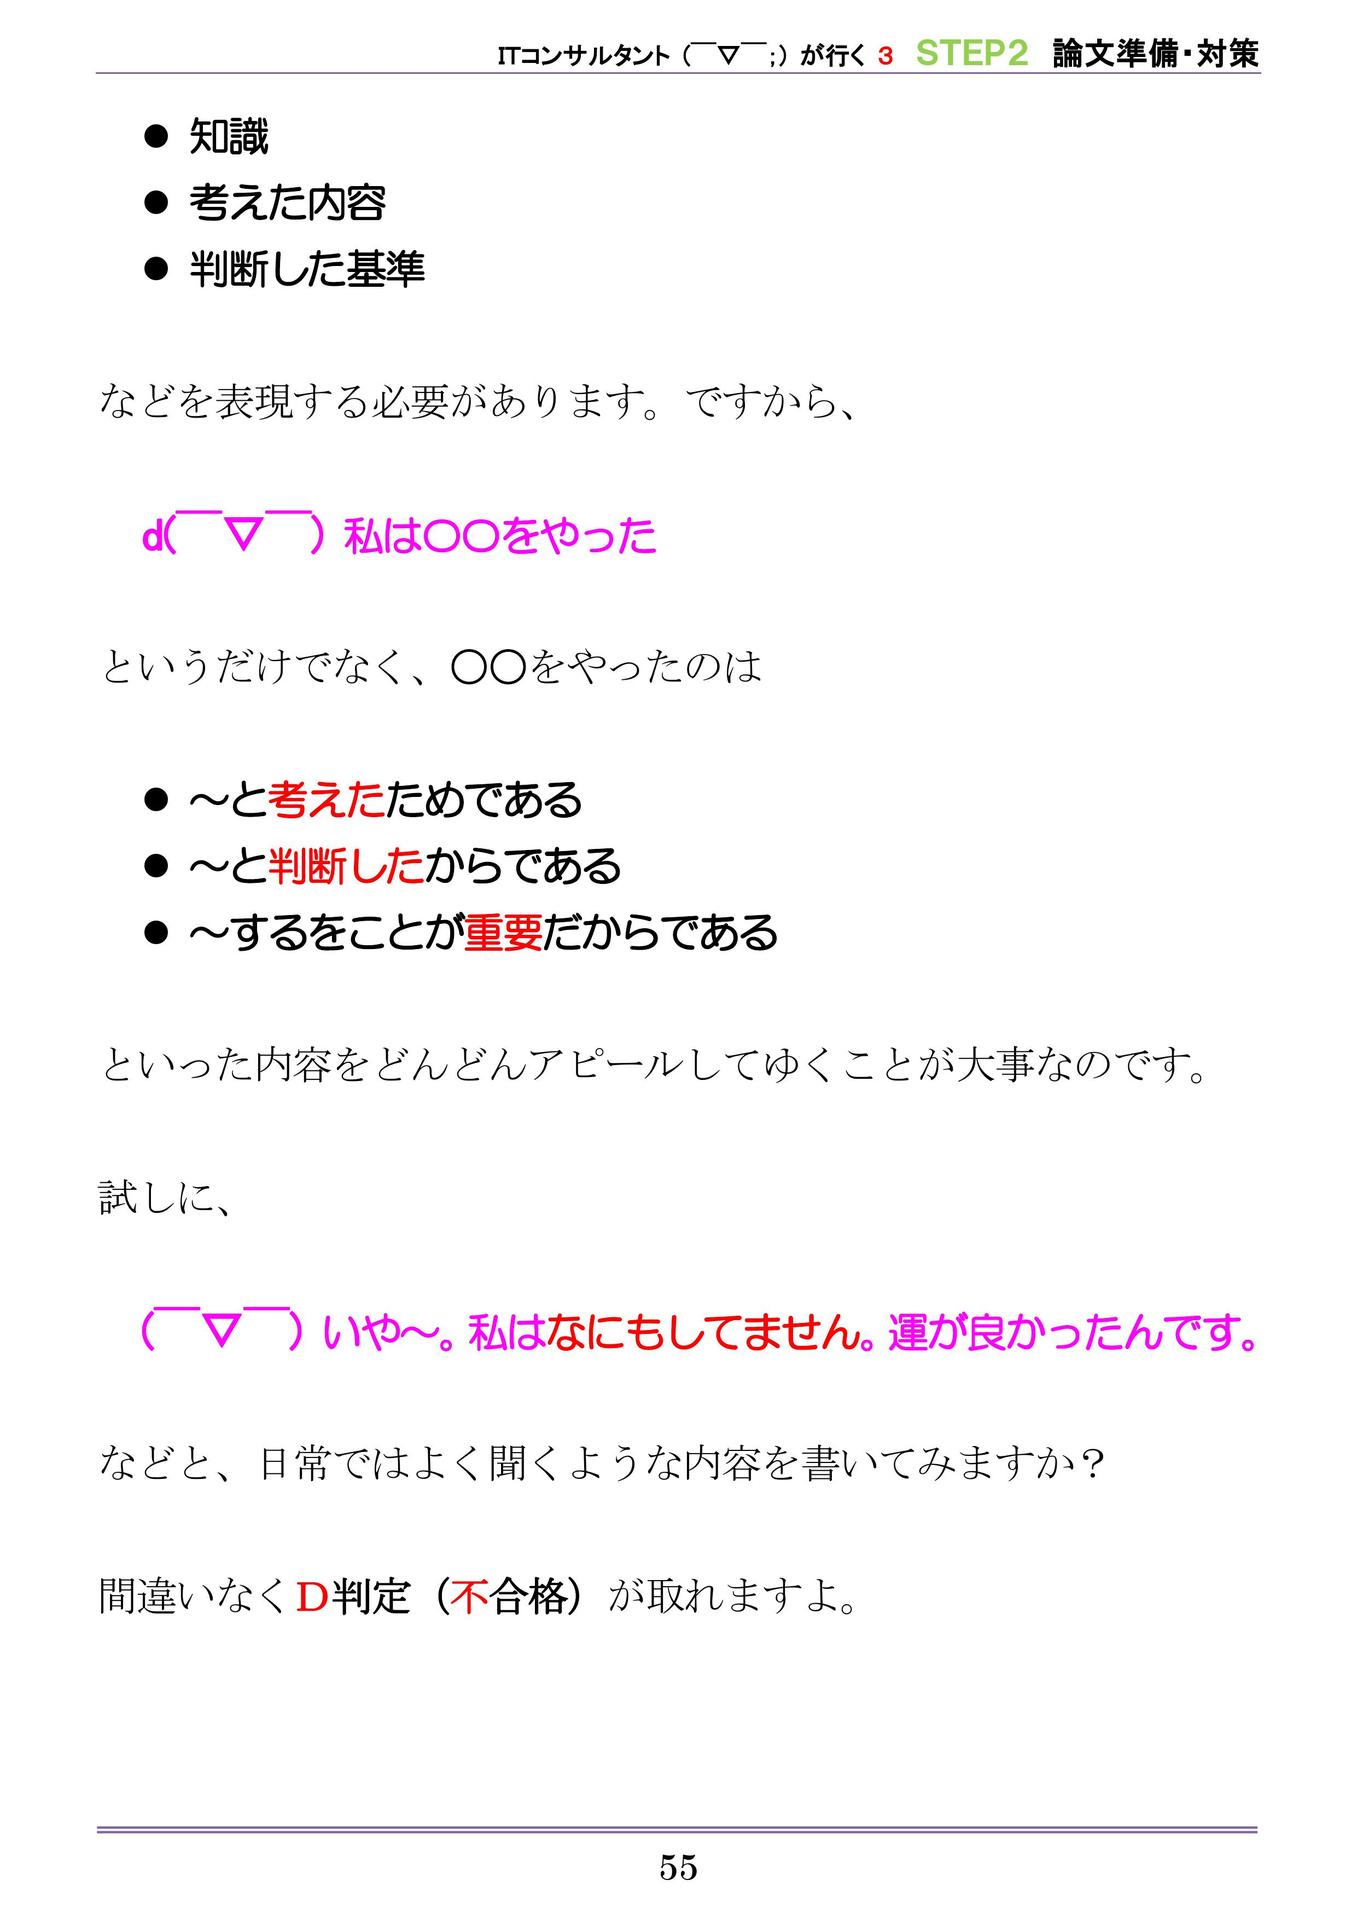 ITコンサルタント（￣▽￣；）が行く 3 STEP2 論文準備・対策
● 知識
● 考えた内容
● 判断した基準
などを表現する必要があります。ですから、
d(￣▽￣）私は〇〇をやった
というだけでなく、〇〇をやったのは
● ～と考えたためである
● ～と判断したからである
● ～するをことが重要だからである
といった内容をどんどんアピールしてゆくことが大事なのです。
試しに、
（￣▽￣）いや～。私はなにもしてません。運が良かったんです。
などと、日常ではよく聞くような内容を書いてみますか？
間違いなくＤ判定（不合格）が取れますよ。
55